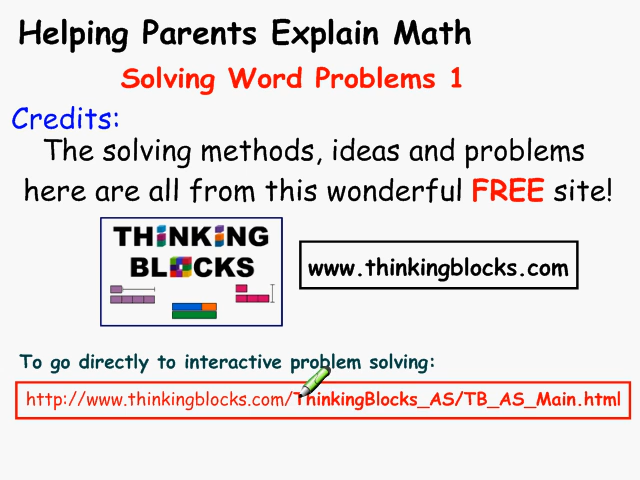 Helping Parents Explain Math
Solving Word Problems 1
Credits:
The solving methods, ideas and problems
here are all from this wonderful FREE site!
THINKING
BLOCKS
www.thinkingblocks.com
To go directly to interactive problem solving:
http://www.thinkingblocks.com/ThinkingBlocks_AS/TB_AS_Main.html